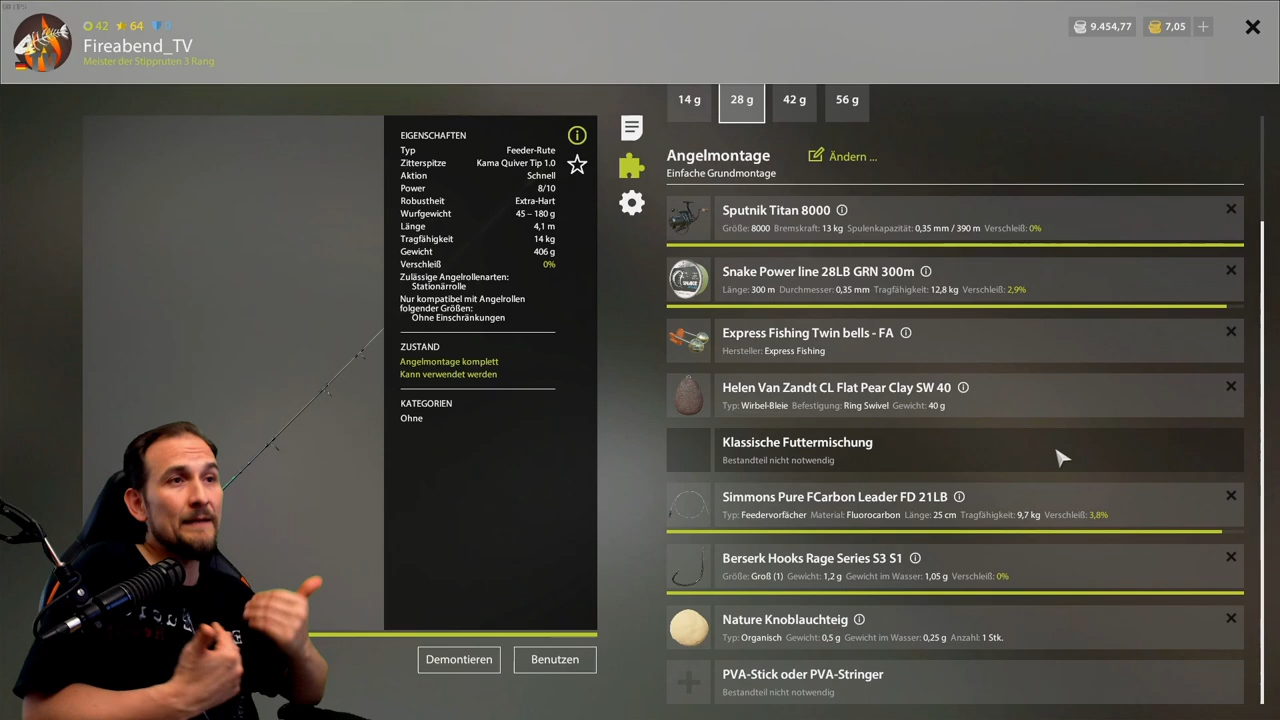 42 64 0
Fireabend_TV
Meister der Stippruten 3 Rang
9.454,77
7,05
EIGENSCHAFTEN
Typ Feeder-Rute
Zitterspitze Kama Quiver Tip 1.0
Aktion Schnell
Power 8/10
Robustheit Extra-Hart
Wurfgewicht 45 – 180 g
Länge 4,1 m
Tragfähigkeit 14 kg
Gewicht 406 g
Verschleiß 0%
Zulässige Angelrollenarten:
Stationärrolle
Nur kompatibel mit Angelrollen
folgender Größen:
Ohne Einschränkungen
ZUSTAND
Angelmontage komplett
Kann verwendet werden
KATEGORIEN
Ohne
Demontieren
Benutzen
14 g
28 g
42 g
56 g
Angelmontage
Ändern ...
Einfache Grundmontage
Sputnik Titan 8000
Größe: 8000 Bremskraft: 13 kg Spulenkapazität: 0,35 mm / 390 m Verschleiß: 0%
Snake Power line 28LB GRN 300m
Länge: 300 m Durchmesser: 0,35 mm Tragfähigkeit: 12,8 kg Verschleiß: 2,9%
Express Fishing Twin bells - FA
Hersteller: Express Fishing
Helen Van Zandt CL Flat Pear Clay SW 40
Typ: Wirbel-Bleie Befestigung: Ring Swivel Gewicht: 40 g
Klassische Futtermischung
Bestandteil nicht notwendig
Simmons Pure FCarbon Leader FD 21LB
Typ: Feedervorfächer Material: Fluorocarbon Länge: 25 cm Tragfähigkeit: 9,7 kg Verschleiß: 3,8%
Berserk Hooks Rage Series S3 S1
Größe: Groß (1) Gewicht: 1,2 g Gewicht im Wasser: 1,05 g Verschleiß: 0%
Nature Knoblauchteig
Typ: Organisch Gewicht: 0,5 g Gewicht im Wasser: 0,25 g Anzahl: 1 Stk.
PVA-Stick oder PVA-Stringer
Bestandteil nicht notwendig